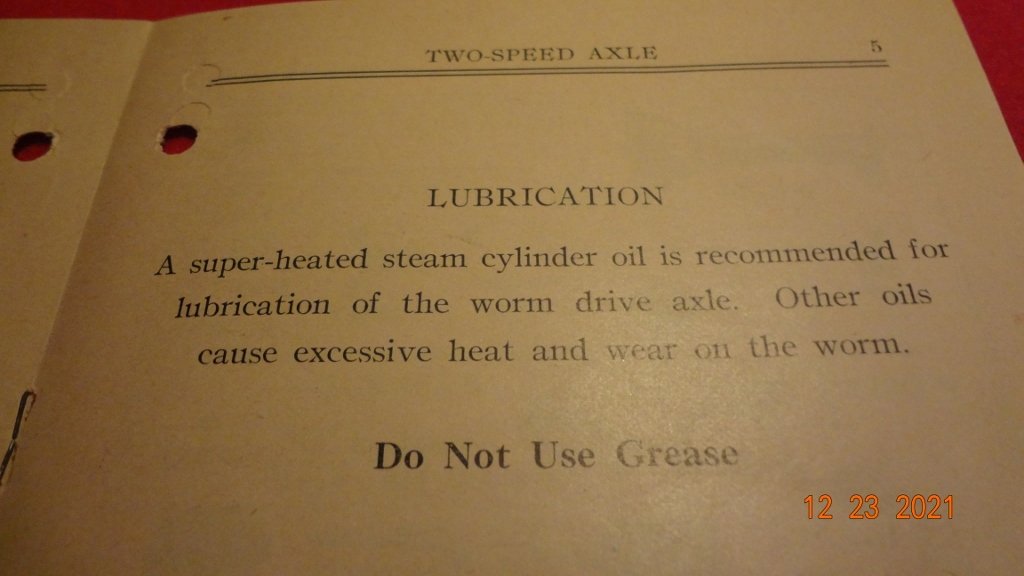 TWO-SPEED AXLE 5
LUBRICATION
A super-heated steam cylinder oil is recommended for
lubrication of the worm drive axle. Other oils
cause excessive heat and wear on the worm.
Do Not Use Grease
12 23 2021